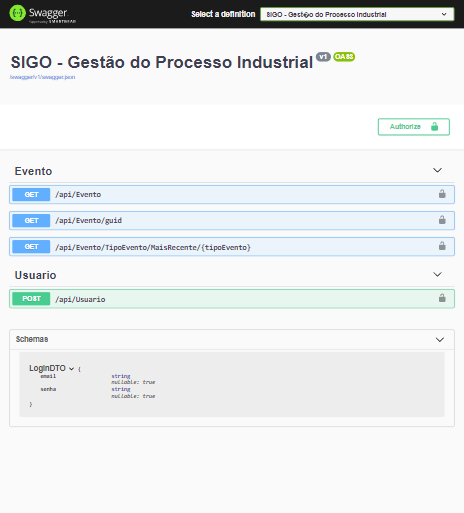 Swagger
Supported by SMARTBEAR
Select a definition
SIGO - Gest�o do Processo Industrial
SIGO - Gestão do Processo Industrial v1 OAS3
/swagger/v1/swagger.json
Authorize
Evento
GET /api/Evento
GET /api/Evento/guid
GET /api/Evento/TipoEvento/MaisRecente/{tipoEvento}
Usuario
POST /api/Usuario
Schemas
LoginDTO {
email string
nullable: true
senha string
nullable: true
}